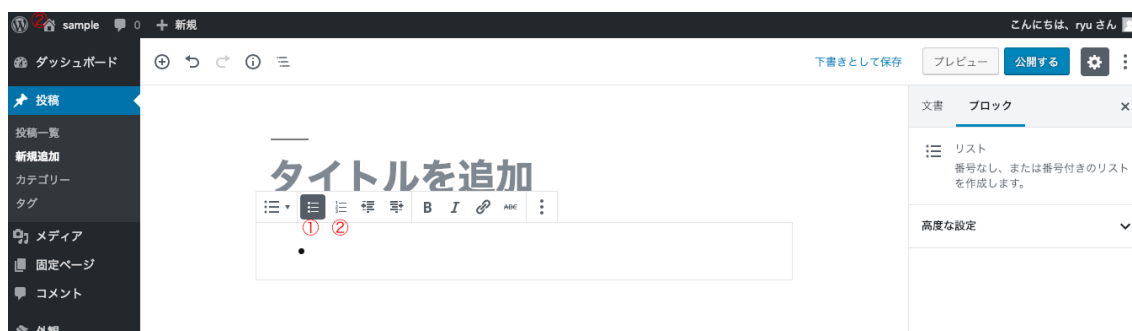 ② sample 0 新規 こんにちは、ryu さん
ダッシュボード 下書きとして保存 プレビュー 公開する
投稿 文書 ブロック
投稿一覧
新規追加
カテゴリー
タグ
メディア
固定ページ
コメント
外観
タイトルを追加
B I ABC
① ②
リスト
番号なし、または番号付きのリスト
を作成します。
高度な設定